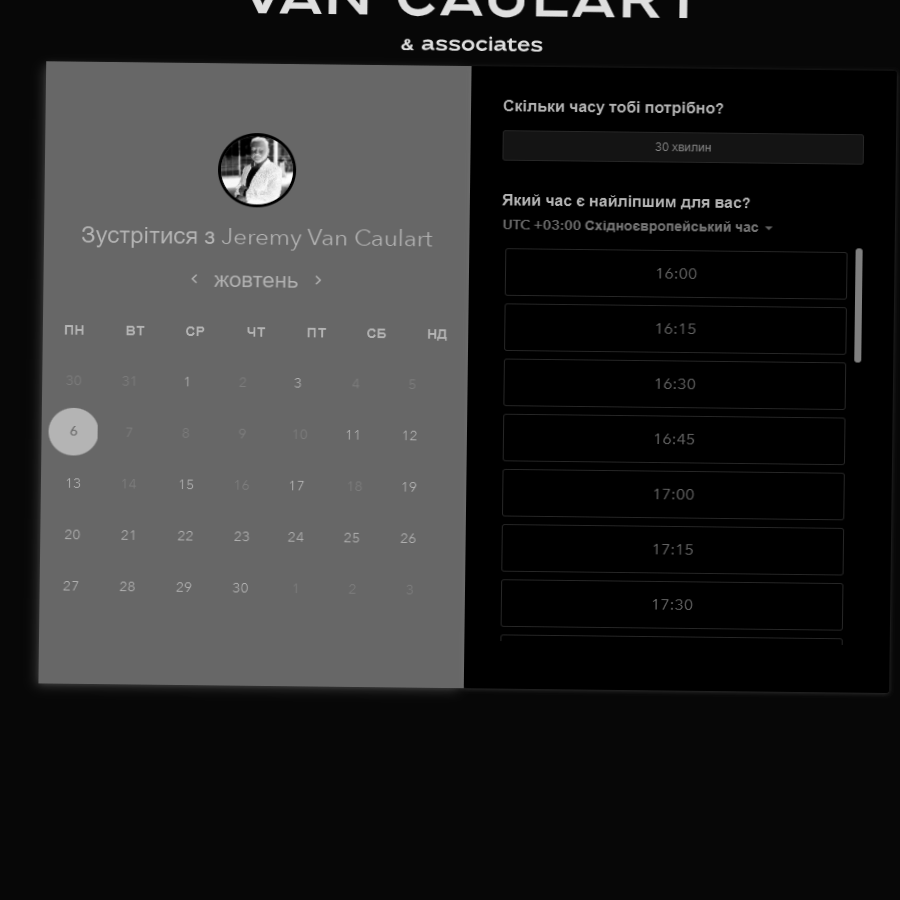 VAN CAULART
& associates
Зустрітися з Jeremy Van Caulart
жовтень
ПН ВТ СР ЧТ ПТ СБ НД
30 31 1 2 3 4 5
6 7 8 9 10 11 12
13 14 15 16 17 18 19
20 21 22 23 24 25 26
27 28 29 30 1 2 3
Скільки часу тобі потрібно?
30 хвилин
Який час є найліпшим для вас?
UTC +03:00 Східноєвропейський час
16:00
16:15
16:30
16:45
17:00
17:15
17:30